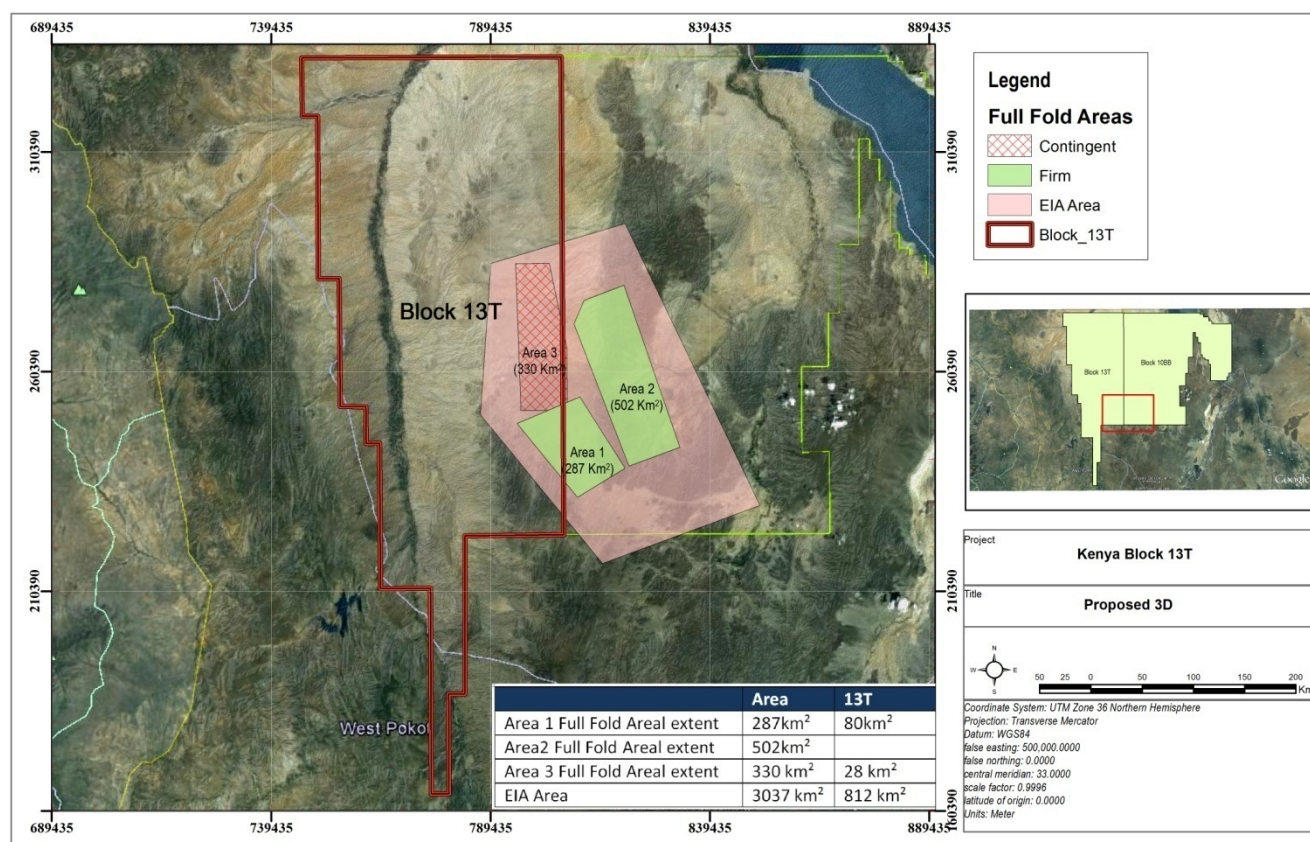 689435 739435 789435 839435 889435
310390
260390
210390
160390
310390
260390
210390
689435 739435 789435 839435 889435
Block 13T
Area 3
(330 Km²)
Area 2
(502 Km²)
Area 1
(287 Km²)
West Pokot
Area 13T
Area 1 Full Fold Areal extent 287km² 80km²
Area2 Full Fold Areal extent 502km²
Area 3 Full Fold Areal extent 330 km² 28 km²
EIA Area 3037 km² 812 km²
Legend
Full Fold Areas
Contingent
Firm
EIA Area
Block_13T
Block 13T
Block 10BB
Google
Project
Kenya Block 13T
Title
Proposed 3D
N
W E
S
50 25 0 50 100 150 200
Km
Coordinate System: UTM Zone 36 Northern Hemisphere
Projection: Transverse Mercator
Datum: WGS84
false easting: 500,000.0000
false northing: 0.0000
central meridian: 33.0000
scale factor: 0.9996
latitude of origin: 0.0000
Units: Meter